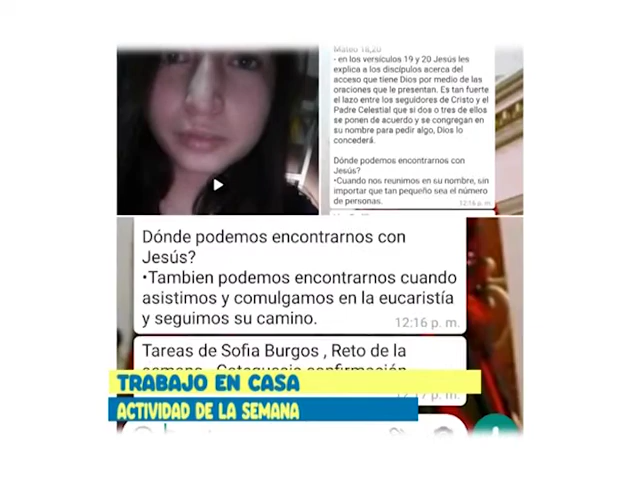 Mateo 18,20
- en los versículos 19 y 20 Jesús les
explica a los discípulos acerca del
acceso que tiene Dios por medio de las
oraciones que le presentan. Es tan fuerte
el lazo entre los seguidores de Cristo y el
Padre Celestial que si dos o tres de ellos
se ponen de acuerdo y se congregan en
su nombre para pedir algo, Dios lo
concederá.
Dónde podemos encontrarnos con
Jesús?
•Cuando nos reunimos en su nombre, sin
importar que tan pequeño sea el número
de personas.
12:16 p. m.
Dónde podemos encontrarnos con
Jesús?
•Tambien podemos encontrarnos cuando
asistimos y comulgamos en la eucaristía
y seguimos su camino.
12:16 p. m.
Tareas de Sofia Burgos , Reto de la
semana
12:17 p. m.
TRABAJO EN CASA
ACTIVIDAD DE LA SEMANA